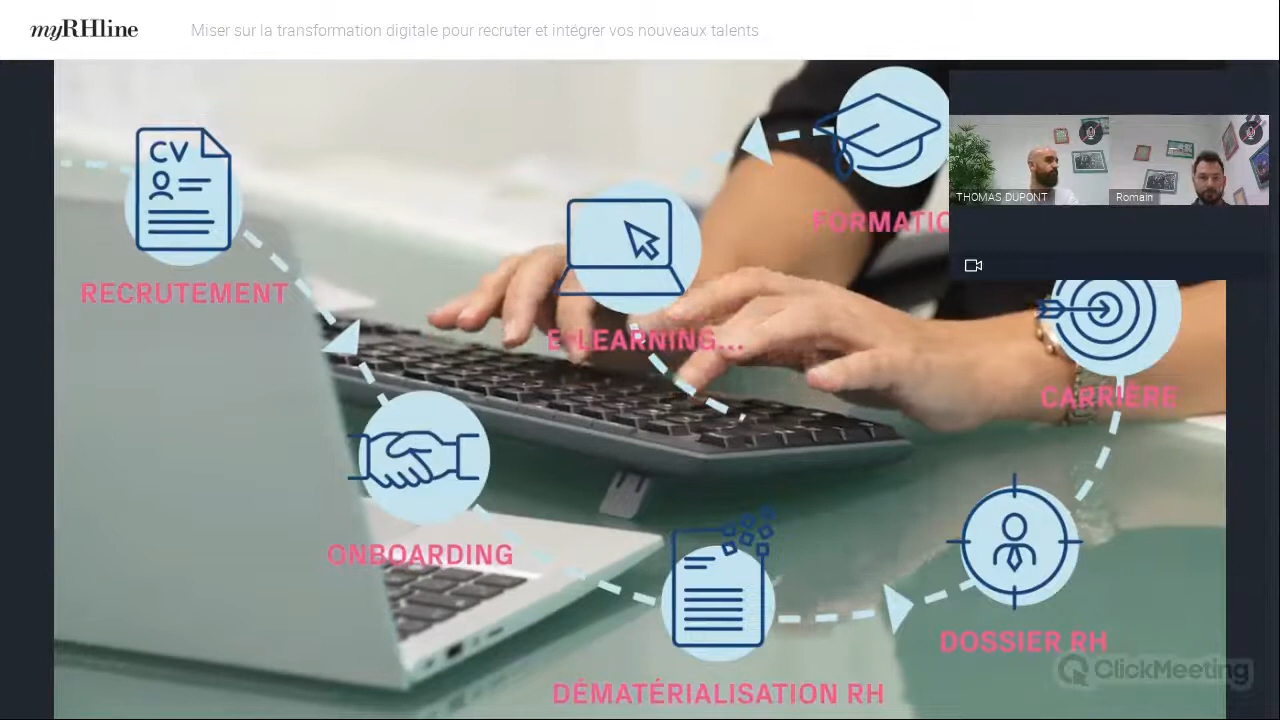 myRHline
Miser sur la transformation digitale pour recruter et intégrer vos nouveaux talents
CV
FORMATIO
THOMAS DUPONT
Romain
RECRUTEMENT
E-LEARNING...
CARRIÈRE
ONBOARDING
DOSSIER RH
ClickMeeting
DÉMATÉRIALISATION RH